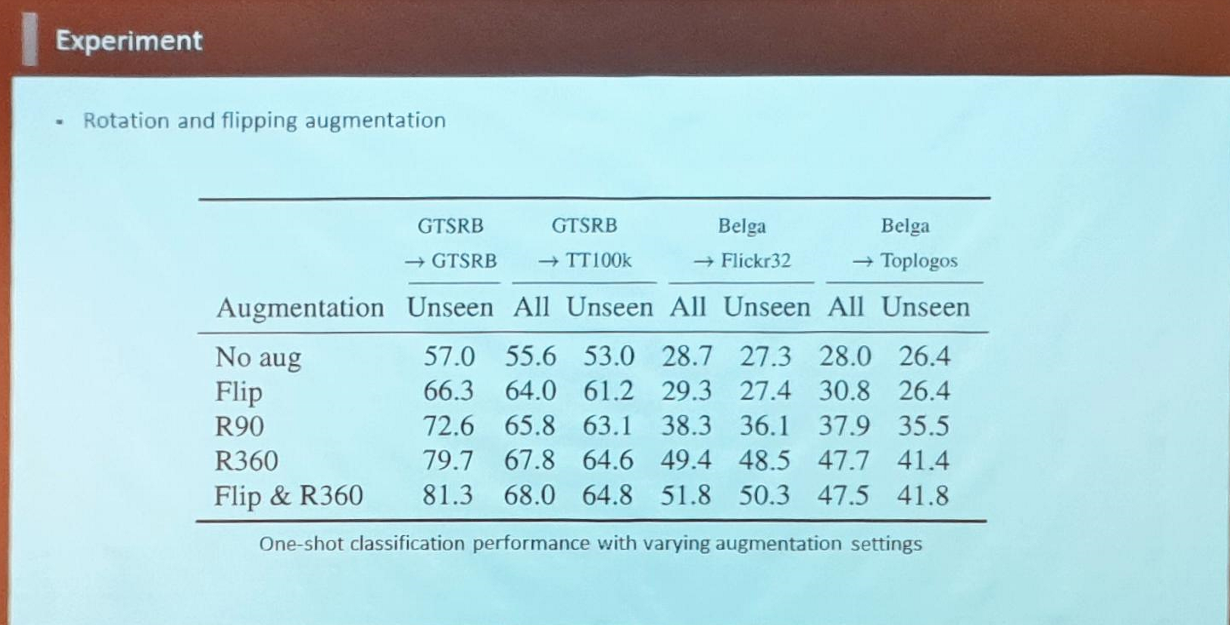 Experiment
▪ Rotation and flipping augmentation
GTSRB GTSRB Belga Belga
→ GTSRB → TT100k → Flickr32 → Toplogos
Augmentation Unseen All Unseen All Unseen All Unseen
No aug 57.0 55.6 53.0 28.7 27.3 28.0 26.4
Flip 66.3 64.0 61.2 29.3 27.4 30.8 26.4
R90 72.6 65.8 63.1 38.3 36.1 37.9 35.5
R360 79.7 67.8 64.6 49.4 48.5 47.7 41.4
Flip & R360 81.3 68.0 64.8 51.8 50.3 47.5 41.8
One-shot classification performance with varying augmentation settings